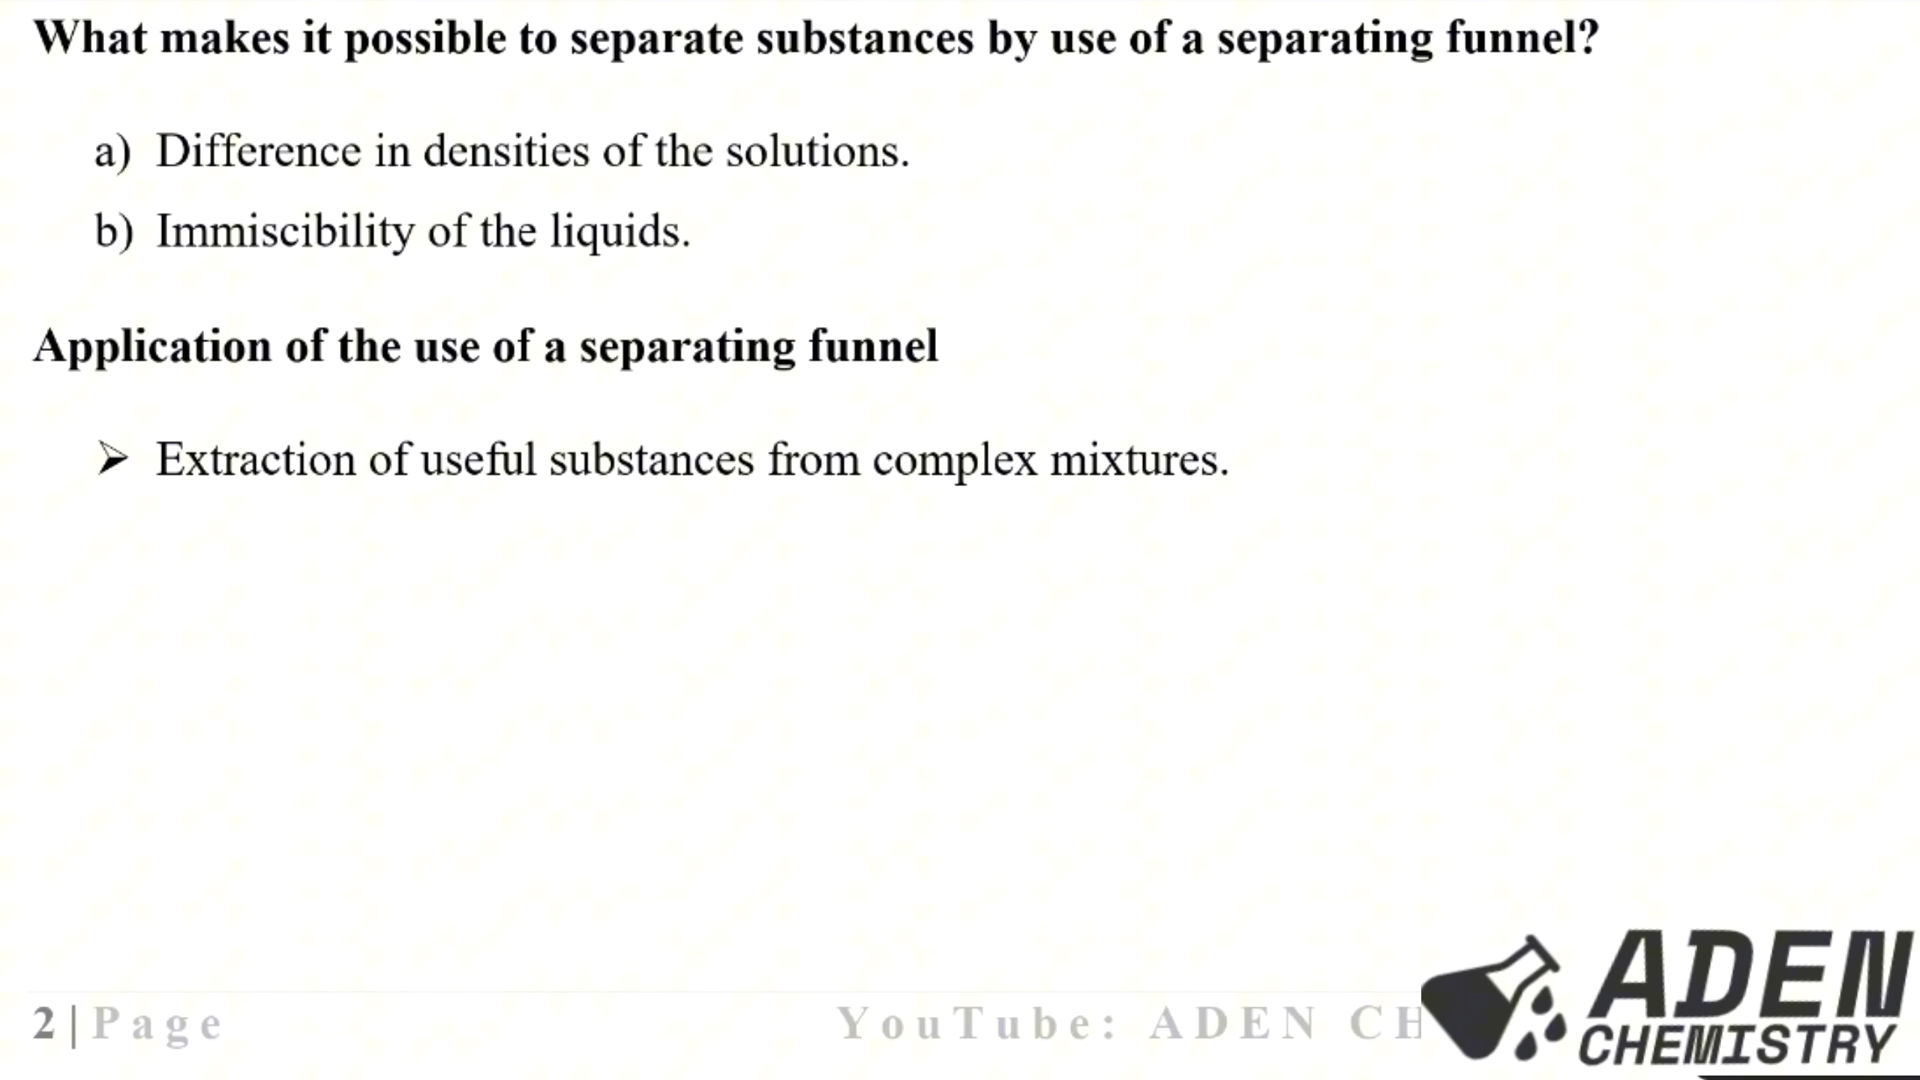 What makes it possible to separate substances by use of a separating funnel?
a) Difference in densities of the solutions.
b) Immiscibility of the liquids.
Application of the use of a separating funnel
➤ Extraction of useful substances from complex mixtures.
2 | Page
YouTube: ADEN CH
ADEN
CHEMISTRY